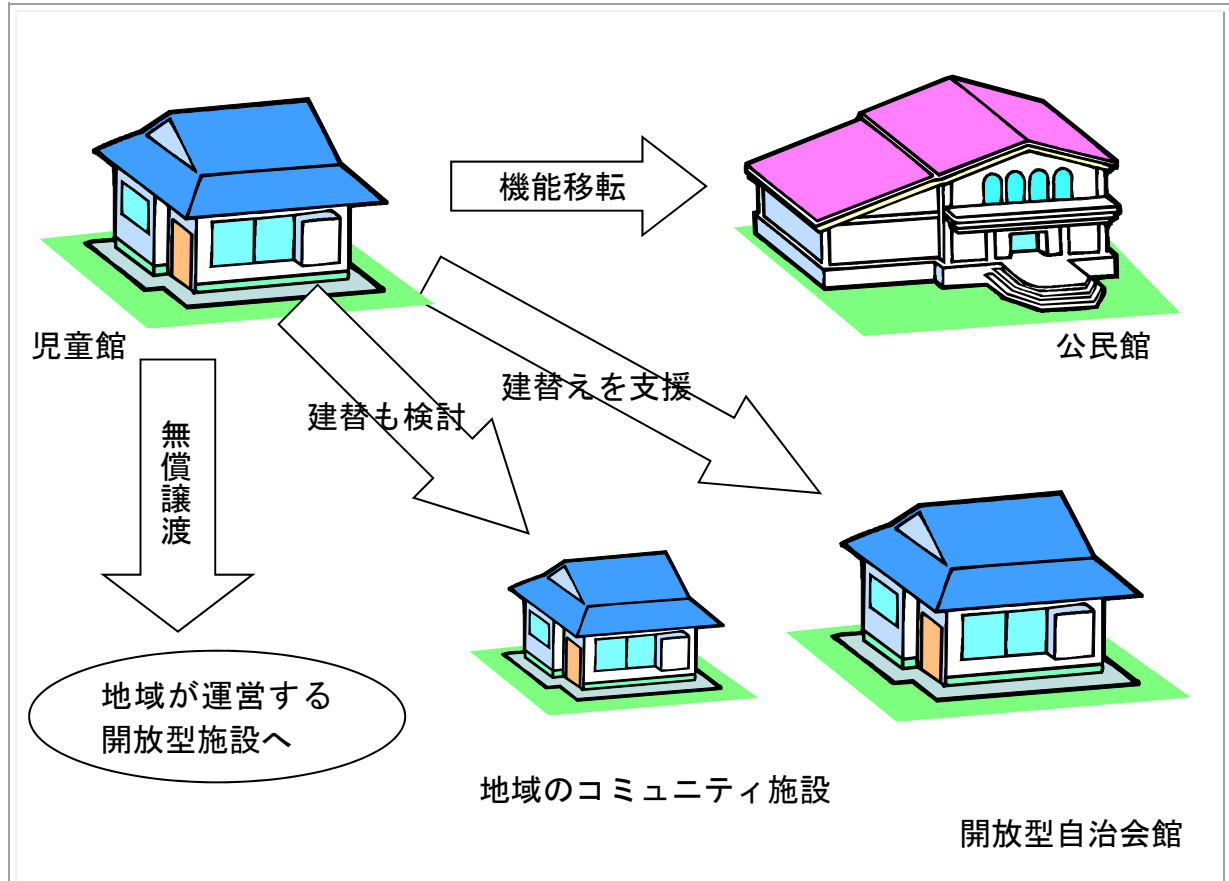 機能移転
児童館
公民館
建替えを支援
建替も検討
無償譲渡
地域が運営する
開放型施設へ
地域のコミュニティ施設
開放型自治会館